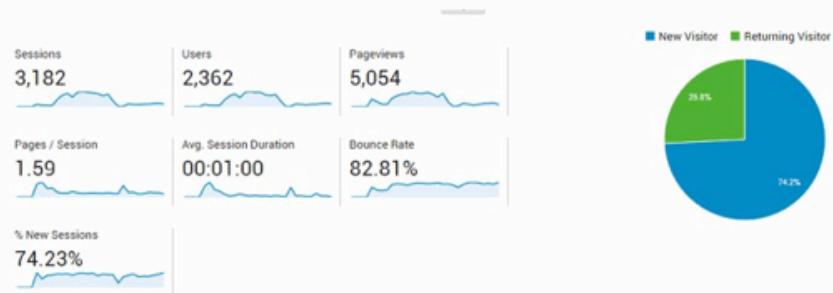 New Visitor Returning Visitor
Sessions Users Pageviews
3,182 2,362 5,054
Pages / Session Avg. Session Duration Bounce Rate
1.59 00:01:00 82.81%
% New Sessions
74.23%
25.8%
74.2%